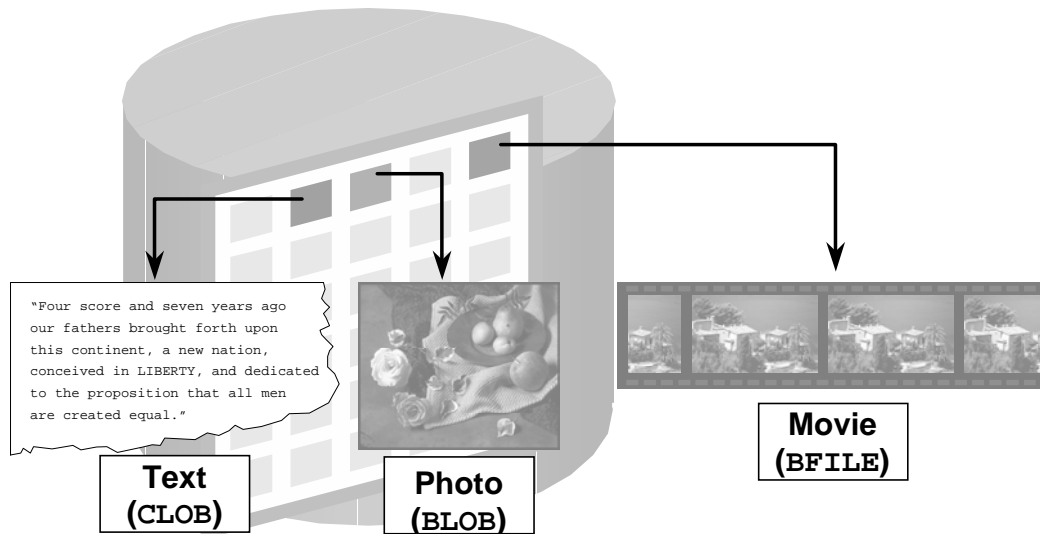 “Four score and seven years ago
our fathers brought forth upon
this continent, a new nation,
conceived in LIBERTY, and dedicated
to the proposition that all men
are created equal.”
Text
(CLOB)
Photo
(BLOB)
Movie
(BFILE)